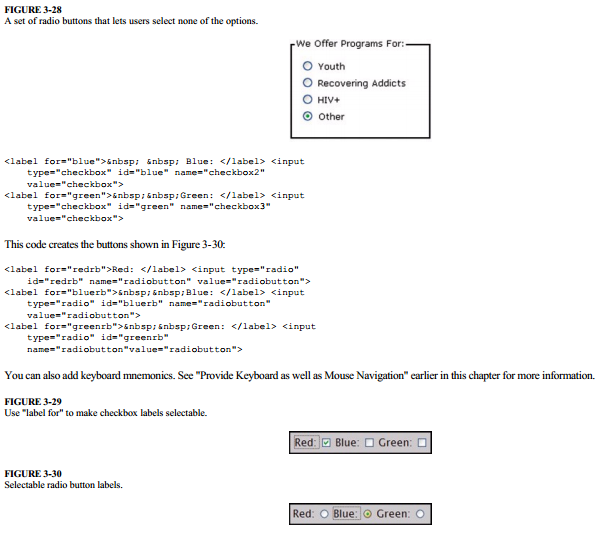 FIGURE 3-28
A set of radio buttons that lets users select none of the options.
We Offer Programs For:
Youth
Recovering Addicts
HIV+
Other
<label for="blue">&nbsp; &nbsp; Blue: </label> <input
type="checkbox" id="blue" name="checkbox2"
value="checkbox">
<label for="green">&nbsp;&nbsp;Green: </label> <input
type="checkbox" id="green" name="checkbox3"
value="checkbox">
This code creates the buttons shown in Figure 3-30:
<label for="redrb">Red: </label> <input type="radio"
id="redrb" name="radiobutton" value="radiobutton">
<label for="bluerb">&nbsp;&nbsp;Blue: </label> <input
type="radio" id="bluerb" name="radiobutton"
value="radiobutton">
<label for="greenrb">&nbsp;&nbsp;Green: </label> <input
type="radio" id="greenrb"
name="radiobutton"value="radiobutton">
You can also add keyboard mnemonics. See "Provide Keyboard as well as Mouse Navigation" earlier in this chapter for more information.
FIGURE 3-29
Use "label for" to make checkbox labels selectable.
Red: Blue: Green:
FIGURE 3-30
Selectable radio button labels.
Red: Blue: Green: